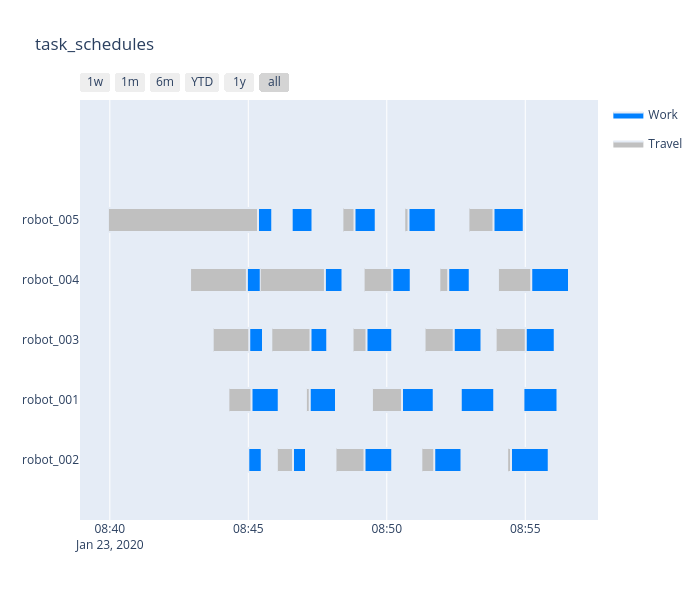 task_schedules
1w 1m 6m YTD 1y all
Work
Travel
robot_005
robot_004
robot_003
robot_001
robot_002
08:40 08:45 08:50 08:55
Jan 23, 2020